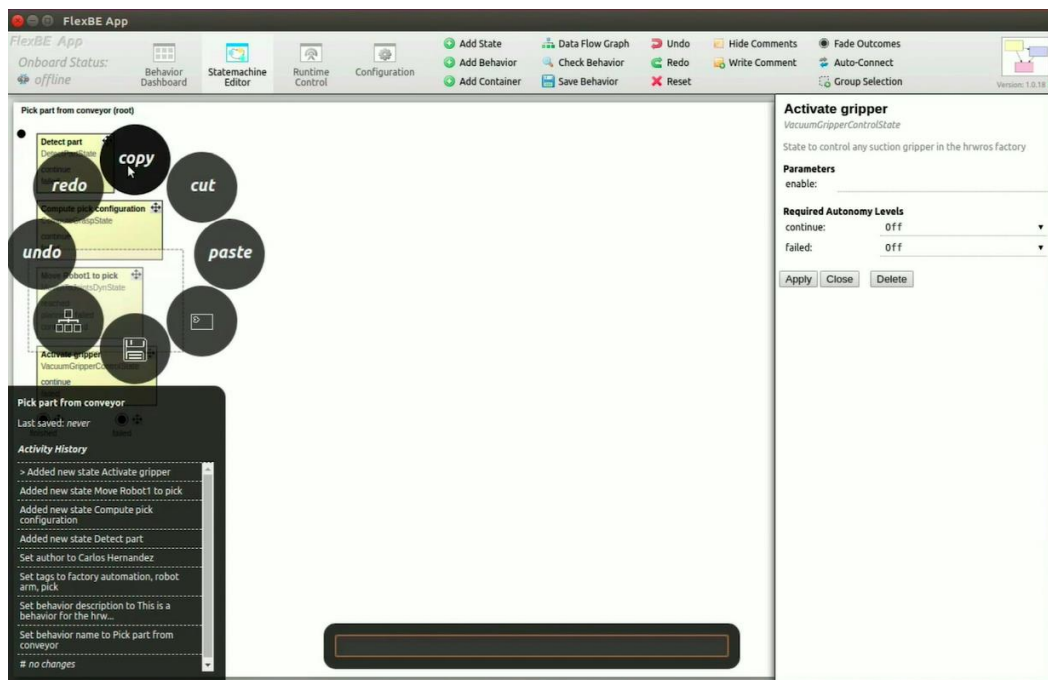 FlexBE App
FlexBE App
Onboard Status:
offline
Behavior
Dashboard
Statemachine
Editor
Runtime
Control
Configuration
Add State
Add Behavior
Add Container
Data Flow Graph
Check Behavior
Save Behavior
Undo
Redo
Reset
Hide Comments
Write Comment
Fade Outcomes
Auto-Connect
Group Selection
Version: 1.0.18
Pick part from conveyor (root)
Detect part
DetectPartState
continue
copy
redo
cut
Compute pick configuration
undo
paste
Move Robot1 to pick
Activate gripper
VacuumGripperControlState
continue
Pick part from conveyor
Last saved: never
failed
Activity History
> Added new state Activate gripper
Added new state Move Robot1 to pick
Added new state Compute pick
configuration
Added new state Detect part
Set author to Carlos Hernandez
Set tags to factory automation, robot
arm, pick
Set behavior description to This is a
behavior for the hrw...
Set behavior name to Pick part from
conveyor
# no changes
Activate gripper
VacuumGripperControlState
State to control any suction gripper in the hrwros factory
Parameters
enable:
Required Autonomy Levels
continue: Off
failed: Off
Apply Close Delete